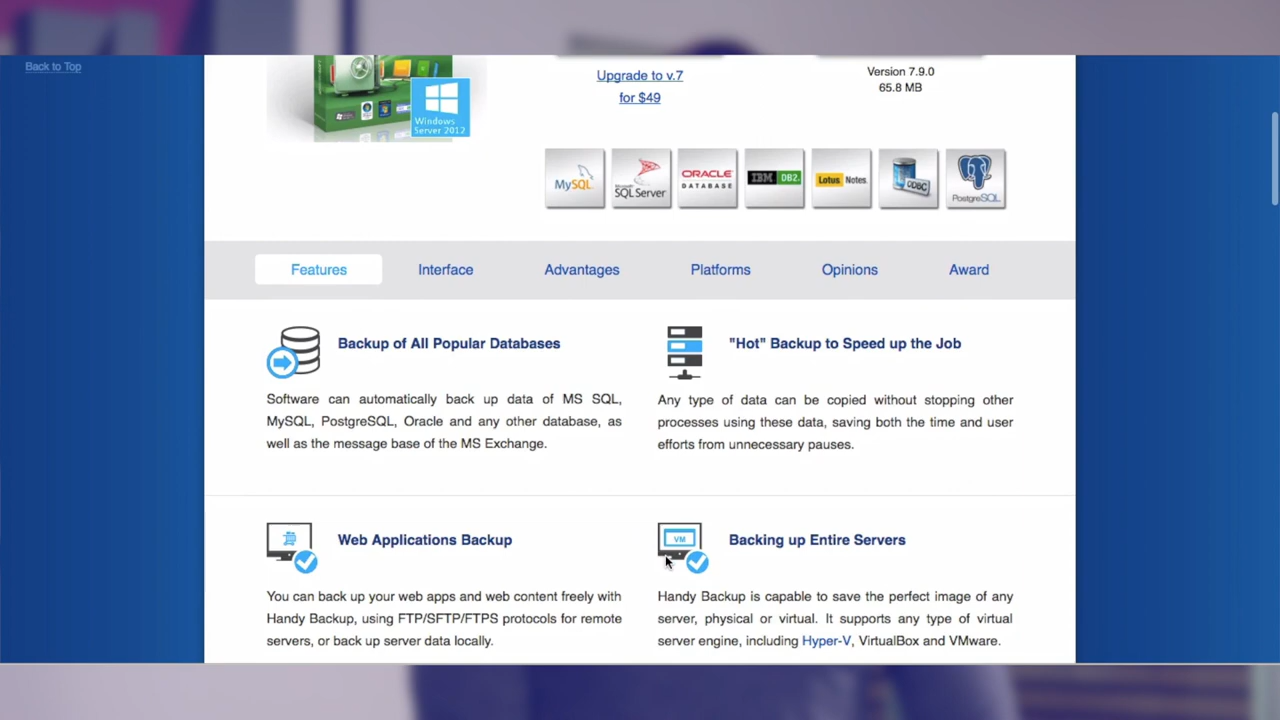 Back to Top
Windows
Server 2012
Upgrade to v.7
for $49
Version 7.9.0
65.8 MB
MySQL
Microsoft
SQL Server
ORACLE
DATABASE
IBM DB2.
Lotus Notes
ODBC
PostgreSQL
Features
Interface
Advantages
Platforms
Opinions
Award
Backup of All Popular Databases
Software can automatically back up data of MS SQL,
MySQL, PostgreSQL, Oracle and any other database, as
well as the message base of the MS Exchange.
"Hot" Backup to Speed up the Job
Any type of data can be copied without stopping other
processes using these data, saving both the time and user
efforts from unnecessary pauses.
Web Applications Backup
You can back up your web apps and web content freely with
Handy Backup, using FTP/SFTP/FTPS protocols for remote
servers, or back up server data locally.
VM
Backing up Entire Servers
Handy Backup is capable to save the perfect image of any
server, physical or virtual. It supports any type of virtual
server engine, including Hyper-V, VirtualBox and VMware.